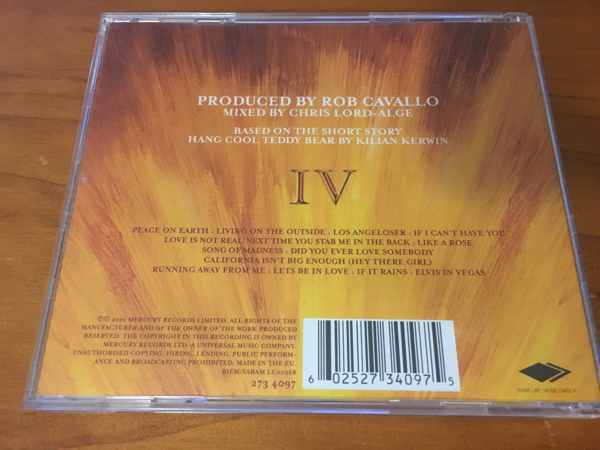 PRODUCED BY ROB CAVALLO
MIXED BY CHRIS LORD-ALGE
BASED ON THE SHORT STORY
HANG COOL TEDDY BEAR BY KILIAN KERWIN
IV
PEACE ON EARTH : LIVING ON THE OUTSIDE : LOS ANGELOSER : IF I CAN'T HAVE YOU
LOVE IS NOT REAL/NEXT TIME YOU STAB ME IN THE BACK : LIKE A ROSE
SONG OF MADNESS : DID YOU EVER LOVE SOMEBODY
CALIFORNIA ISN'T BIG ENOUGH (HEY THERE GIRL)
RUNNING AWAY FROM ME : LETS BE IN LOVE : IF IT RAINS : ELVIS IN VEGAS
℗© 2010 MERCURY RECORDS LIMITED. ALL RIGHTS OF THE
MANUFACTURER AND OF THE OWNER OF THE WORK PRODUCED
RESERVED. THE COPYRIGHT IN THIS RECORDING IS OWNED BY
MERCURY RECORDS LTD. A UNIVERSAL MUSIC COMPANY.
UNAUTHORISED COPYING, HIRING, LENDING, PUBLIC PERFORM-
ANCE AND BROADCASTING PROHIBITED. MADE IN THE EU.
BIEM/SABAM LC00268
273 4097
6 02527 34097 5
MERCURY MUSIC GROUP